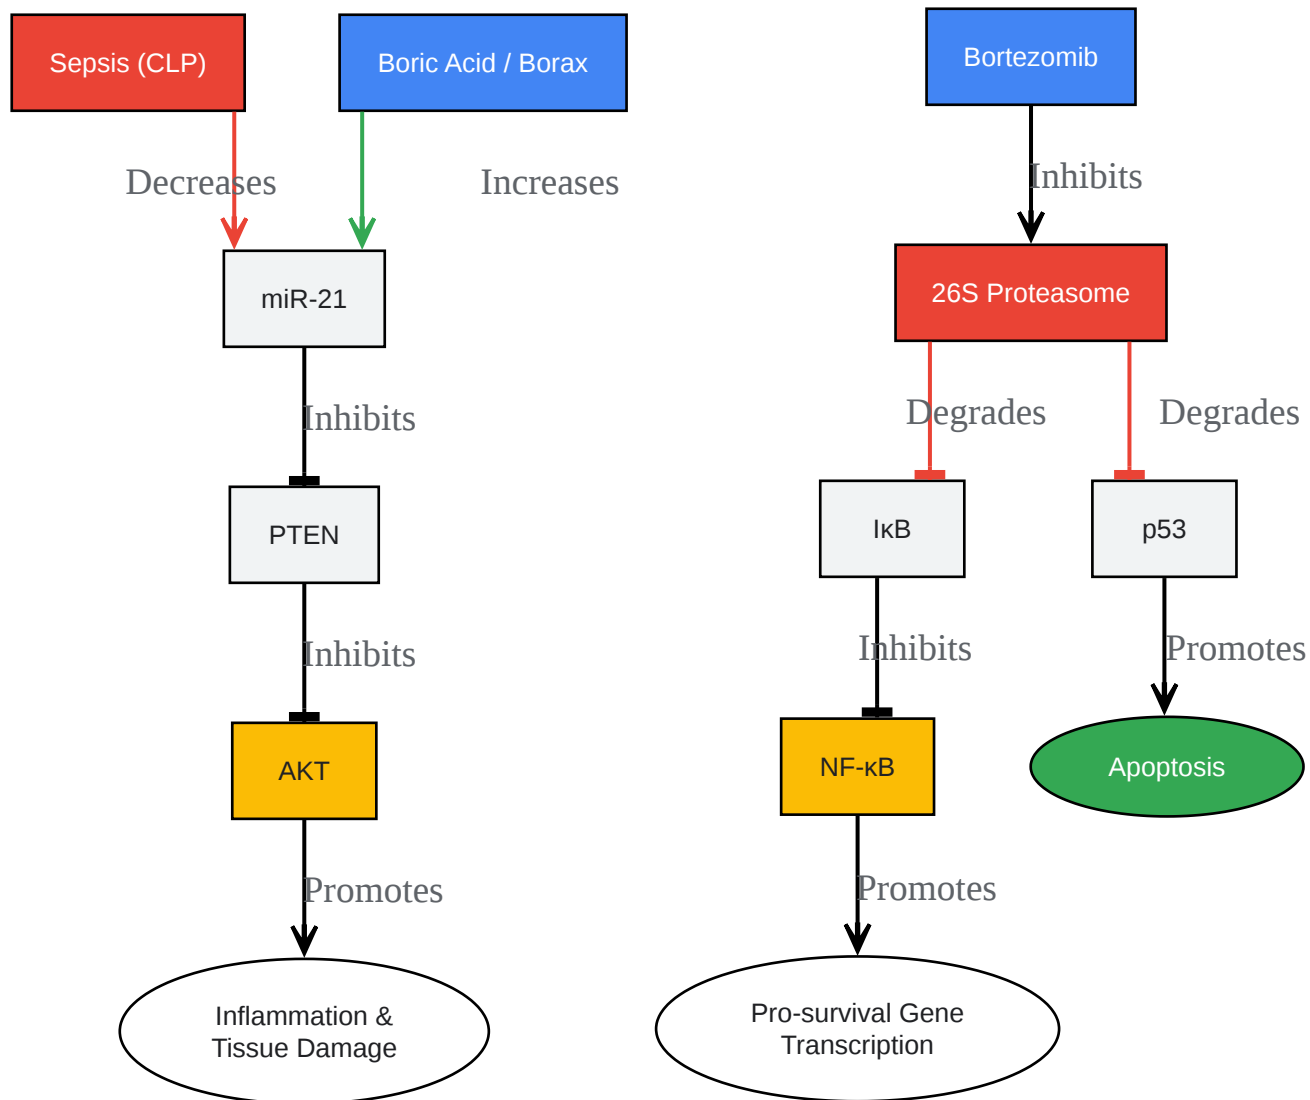 Sepsis (CLP)
Boric Acid / Borax
Bortezomib
Decreases
Increases
Inhibits
miR-21
26S Proteasome
Inhibits
Degrades
Degrades
PTEN
IκB
p53
Inhibits
Inhibits
Promotes
AKT
NF-κB
Apoptosis
Promotes
Promotes
Inflammation &
Tissue Damage
Pro-survival Gene
Transcription